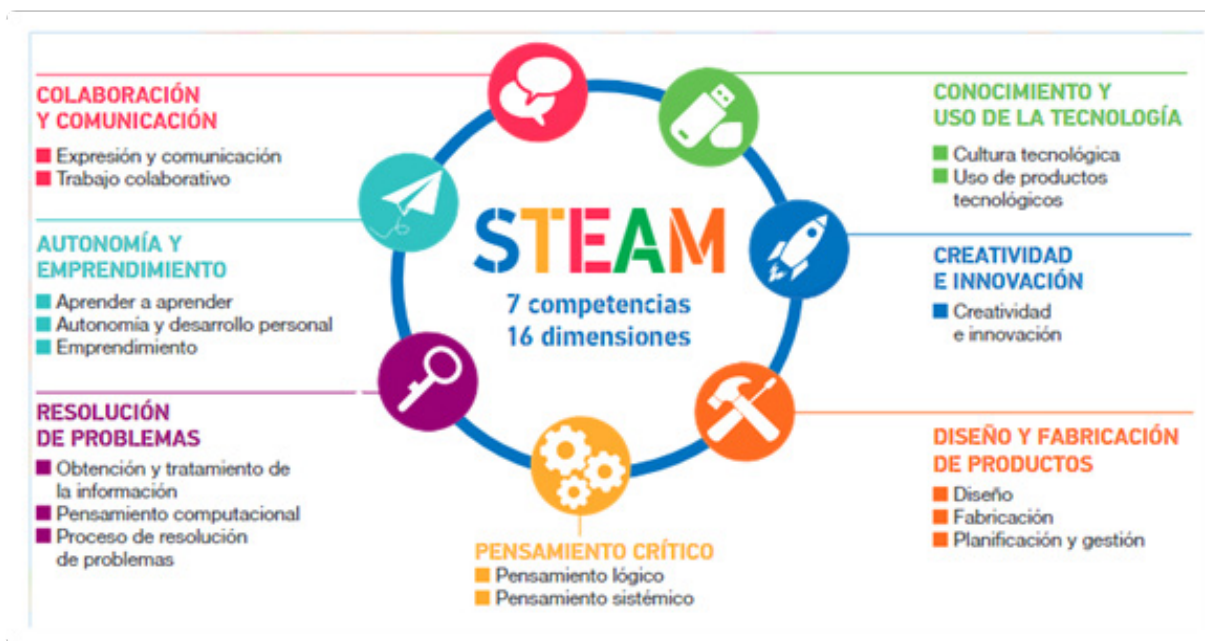 COLABORACIÓN
Y COMUNICACIÓN
Expresión y comunicación
Trabajo colaborativo
AUTONOMÍA Y
EMPRENDIMIENTO
Aprender a aprender
Autonomía y desarrollo personal
Emprendimiento
RESOLUCIÓN
DE PROBLEMAS
Obtención y tratamiento de
la información
Pensamiento computacional
Proceso de resolución
de problemas
STEAM
7 competencias
16 dimensiones
PENSAMIENTO CRÍTICO
Pensamiento lógico
Pensamiento sistémico
CONOCIMIENTO Y
USO DE LA TECNOLOGÍA
Cultura tecnológica
Uso de productos
tecnológicos
CREATIVIDAD
E INNOVACIÓN
Creatividad
e innovación
DISEÑO Y FABRICACIÓN
DE PRODUCTOS
Diseño
Fabricación
Planificación y gestión